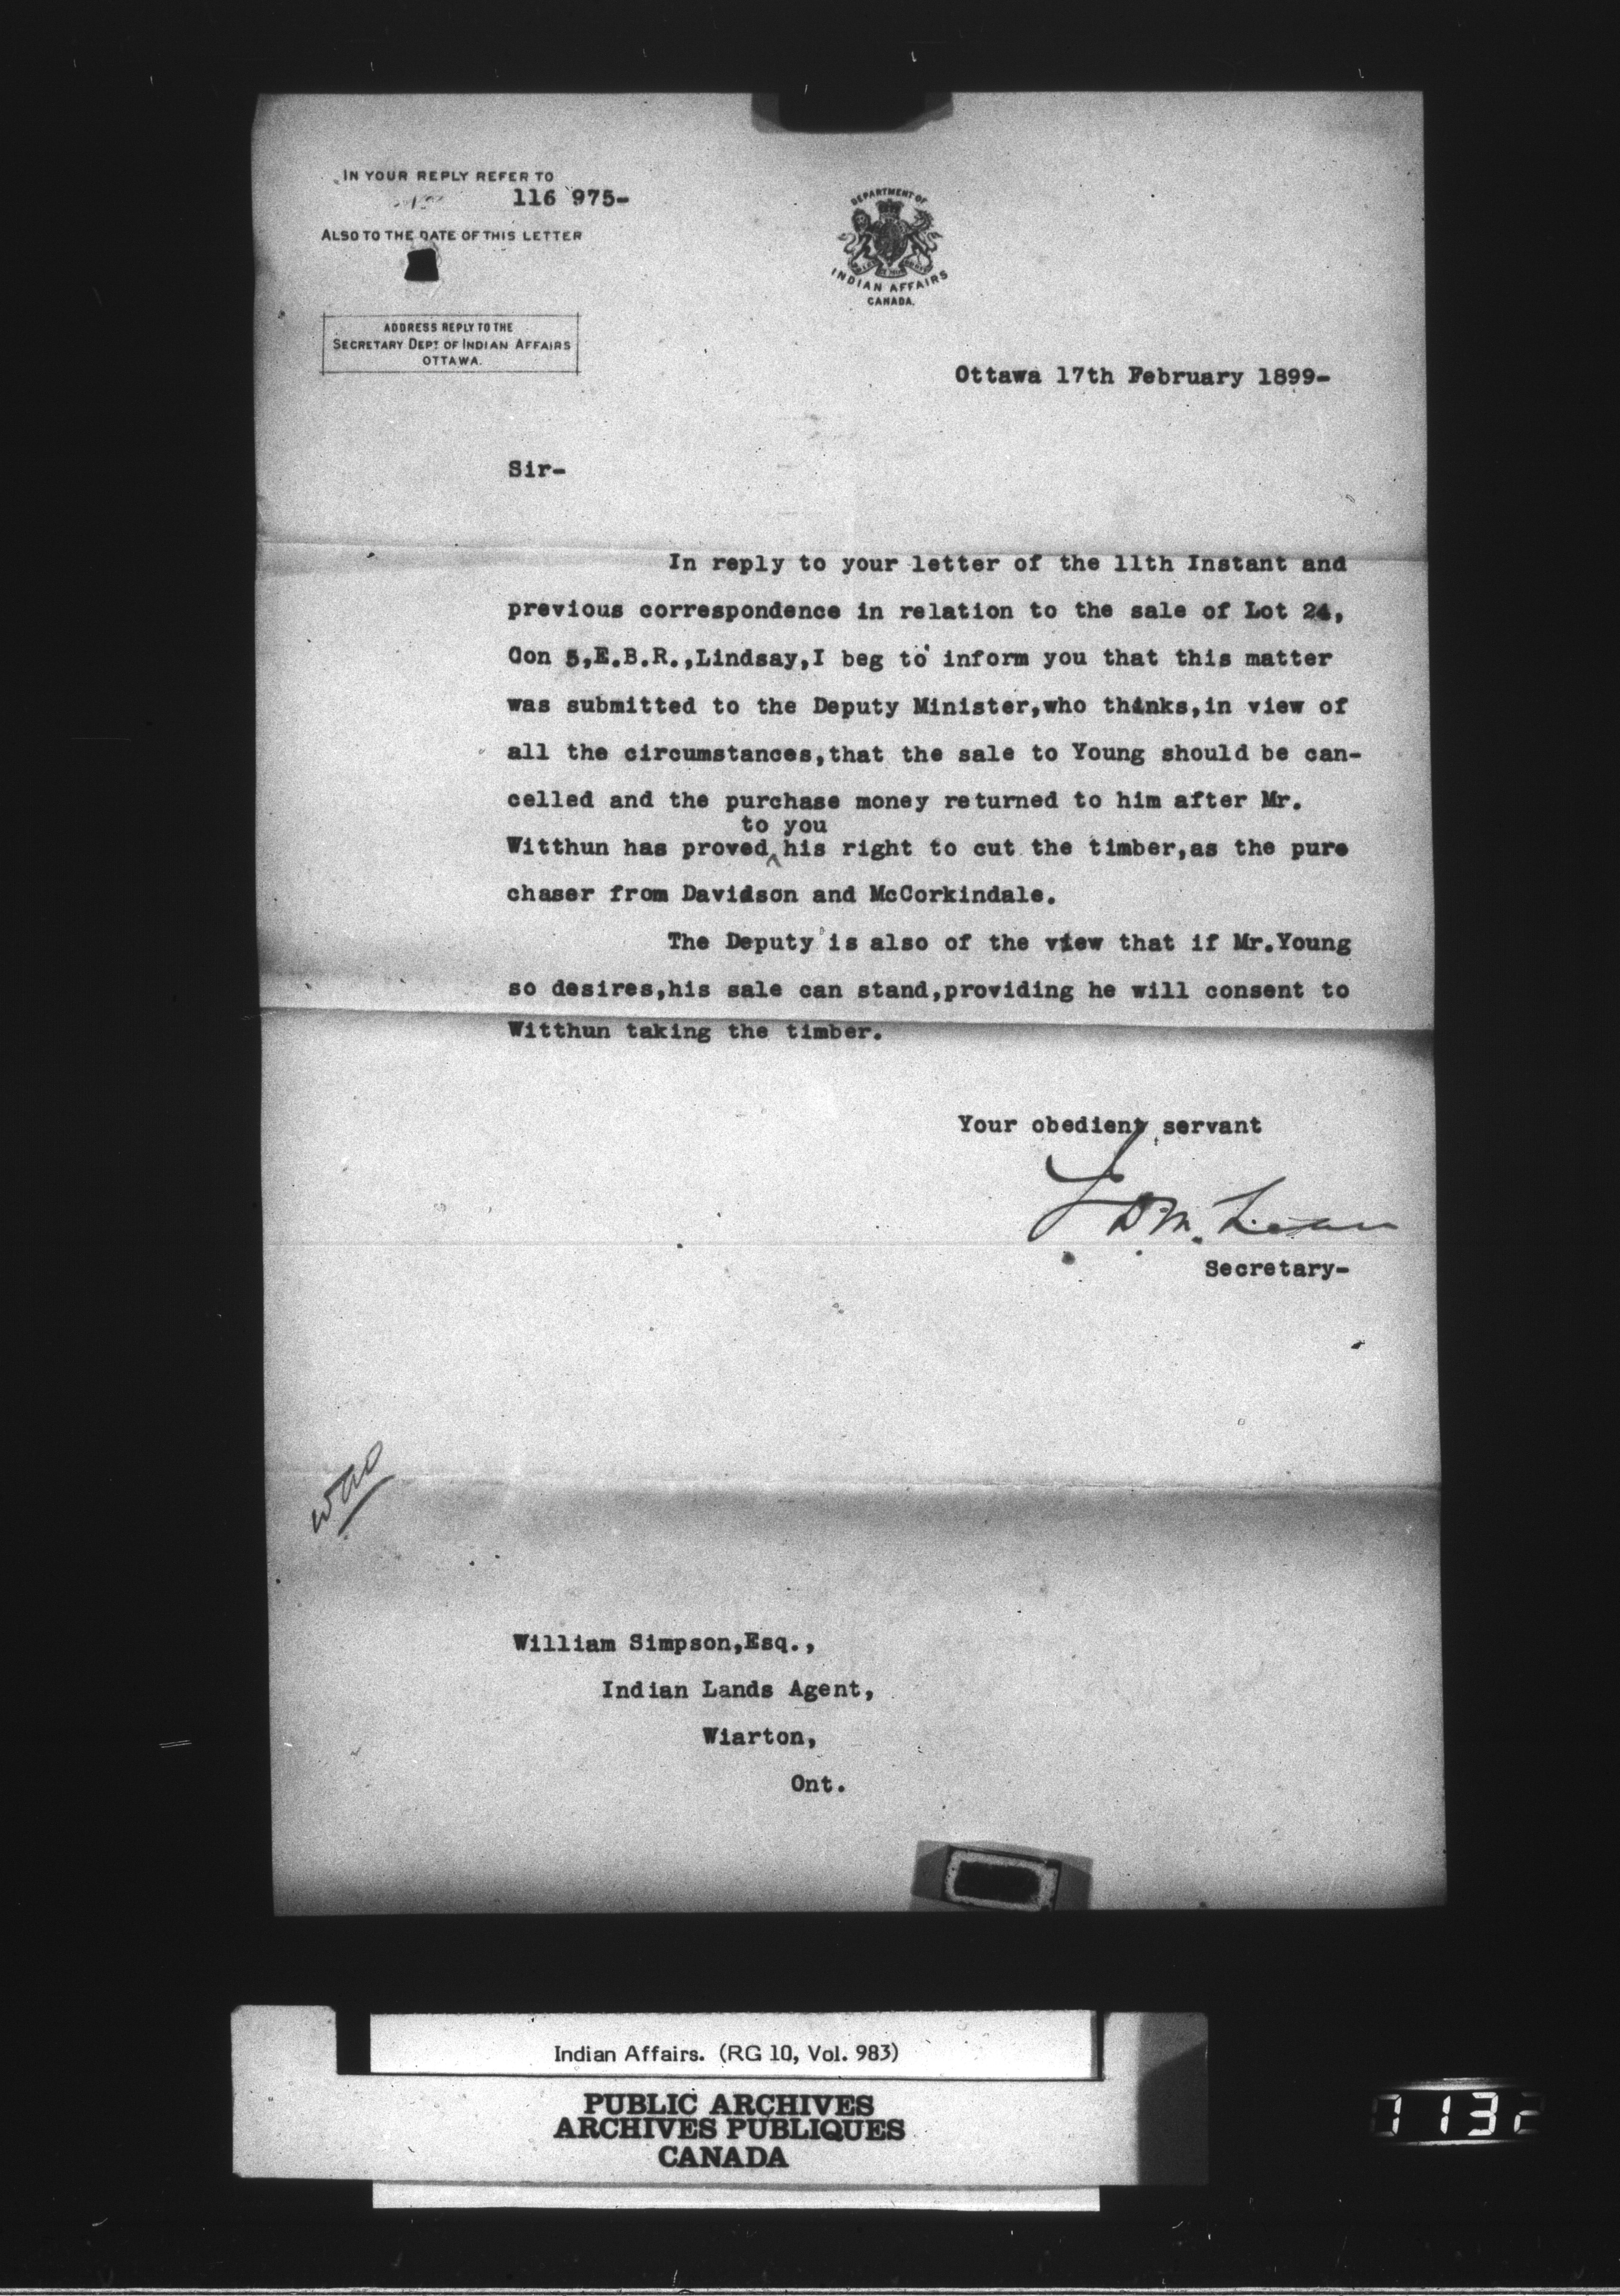 IN YOUR REPLY REFER TO
116 975-
ALSO TO THE DATE OF THIS LETTER
ADDRESS REPLY TO THE
SECRETARY DEPT OF INDIAN AFFAIRS
OTTAWA.
DEPARTMENT OF
INDIAN AFFAIRS
CANADA.
Ottawa 17th February 1899-
Sir-
In reply to your letter of the 11th Instant and
previous correspondence in relation to the sale of Lot 24,
Con 5,E.B.R.,Lindsay,I beg to inform you that this matter
was submitted to the Deputy Minister,who thinks,in view of
all the circumstances,that the sale to Young should be can-
celled and the purchase money returned to him after Mr.
to you
Witthun has proved ^ his right to cut the timber,as the pure
chaser from Davidson and McCorkindale.
The Deputy is also of the view that if Mr.Young
so desires,his sale can stand,providing he will consent to
Witthun taking the timber.
Your obedient servant
J D McLean
Secretary-
William Simpson,Esq.,
Indian Lands Agent,
Wiarton,
Ont.
Indian Affairs. (RG 10, Vol. 983)
PUBLIC ARCHIVES
ARCHIVES PUBLIQUES
CANADA